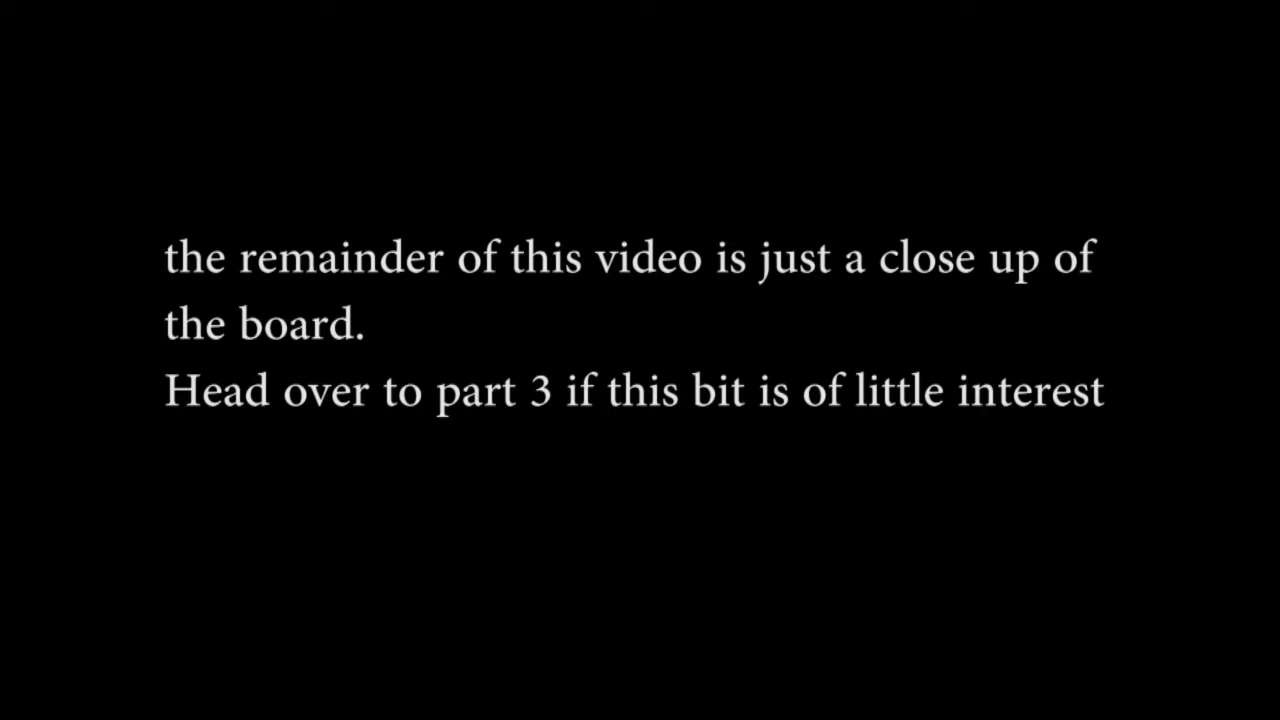 the remainder of this video is just a close up of
the board.
Head over to part 3 if this bit is of little interest